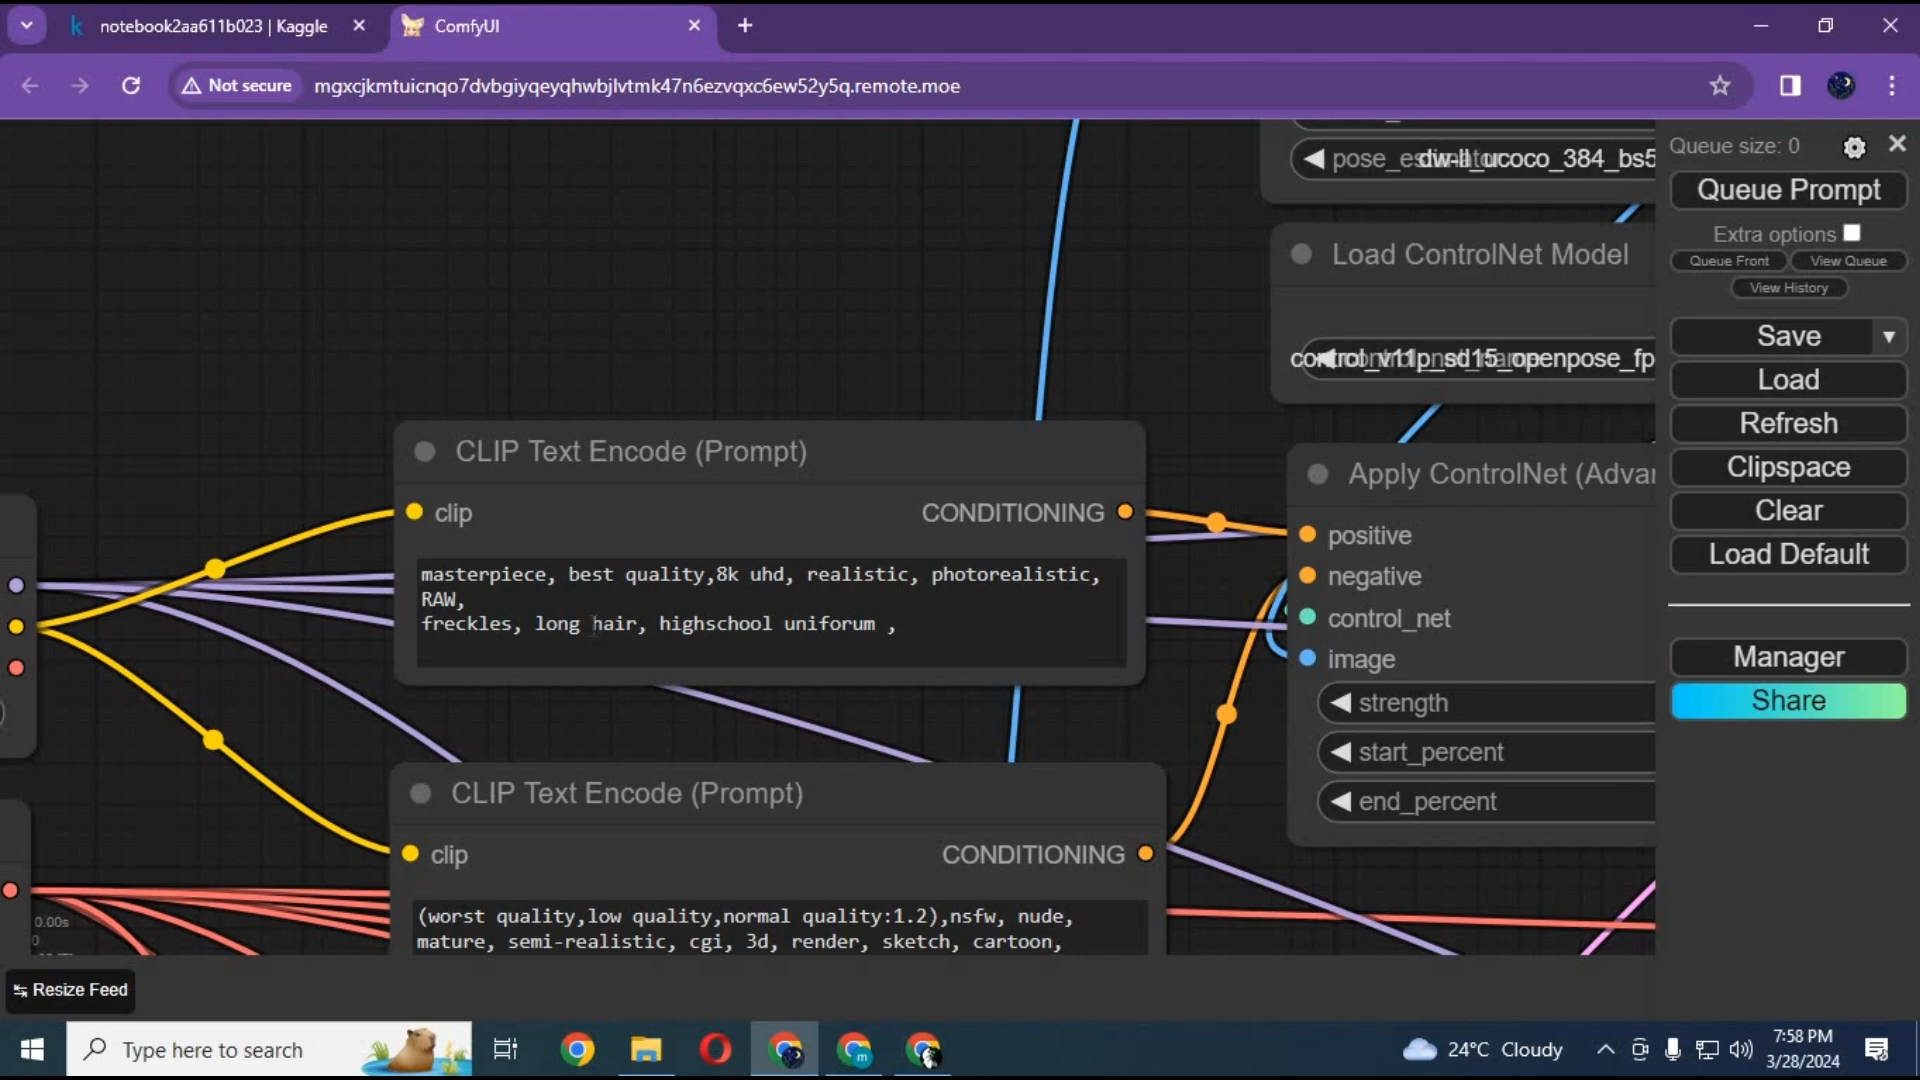 notebook2aa611b023 | Kaggle
ComfyUI
Not secure
mgxcjkmtuicnqo7dvbgiyqeyqhwbjlvtmk47n6ezvqxc6ew52y5q.remote.moe
Queue size: 0
Queue Prompt
Extra options
Queue Front
View Queue
View History
Save
Load
Refresh
Clipspace
Clear
Load Default
Manager
Share
Load ControlNet Model
CLIP Text Encode (Prompt)
clip
CONDITIONING
masterpiece, best quality,8k uhd, realistic, photorealistic,
RAW,
freckles, long hair, highschool uniforum ,
Apply ControlNet (Advan
positive
negative
control_net
image
strength
start_percent
end_percent
CLIP Text Encode (Prompt)
clip
CONDITIONING
(worst quality,low quality,normal quality:1.2),nsfw, nude,
mature, semi-realistic, cgi, 3d, render, sketch, cartoon,
0.00s
0
Resize Feed
Type here to search
24°C Cloudy
7:58 PM
3/28/2024